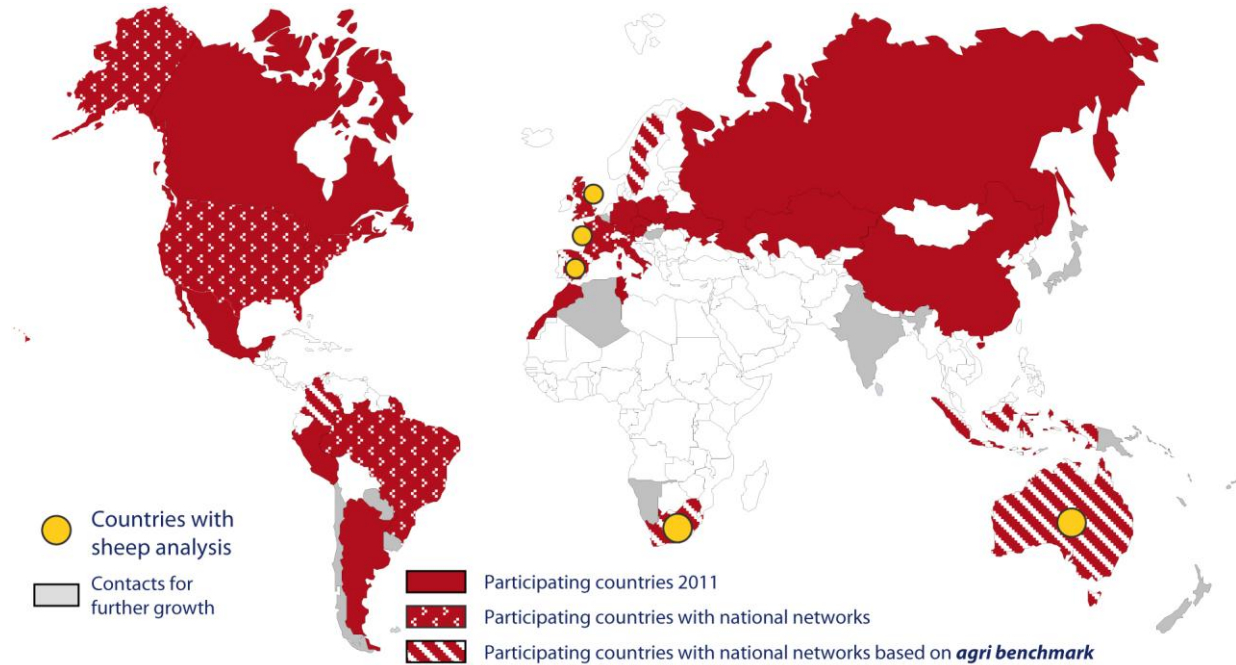 Countries with
sheep analysis
Contacts for
further growth
Participating countries 2011
Participating countries with national networks
Participating countries with national networks based on agri benchmark